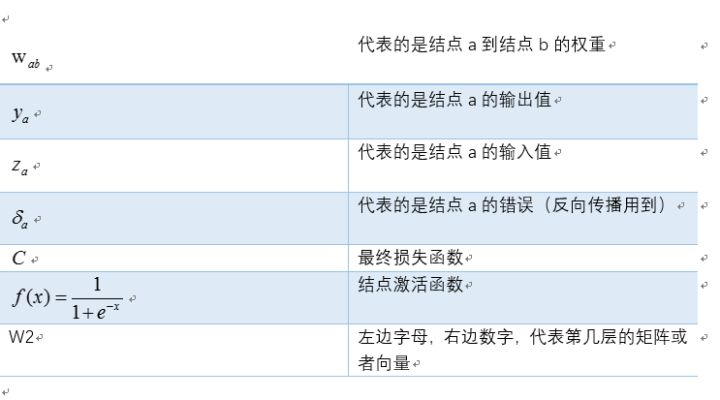 w_ab 代表的是结点 a 到结点 b 的权重
y_a 代表的是结点 a 的输出值
z_a 代表的是结点 a 的输入值
δ_a 代表的是结点 a 的错误（反向传播用到）
C 最终损失函数
f(x) = 1/(1+e^{-x}) 结点激活函数
W2 左边字母，右边数字，代表第几层的矩阵或
者向量